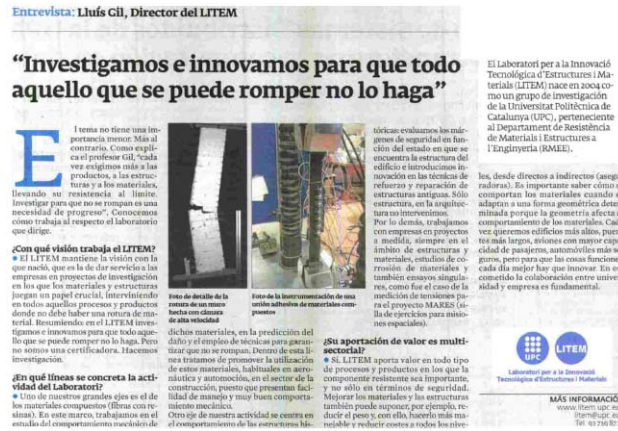 Entrevista: Lluís Gil, Director del LITEM
“Investigamos e innovamos para que todo
aquello que se puede romper no lo haga”
El tema no tiene una im-
portancia menor. Más al
contrario. Como expli-
ca el profesor Gil, “cada
vez exigimos más a los
productos, a las estruc-
turas y a los materiales,
llevando su resistencia al límite.
Investigar para que no se rompan es una
necesidad de progreso”. Conocemos
cómo trabaja al respecto el laboratorio
que dirige.
¿Con qué visión trabaja el LITEM?
● El LITEM mantiene la visión con la
que nació, que es la de dar servicio a las
empresas en proyectos de investigación
en los que los materiales y estructuras
juegan un papel crucial, interviniendo
en todos aquellos procesos y productos
donde no debe haber una rotura de ma-
terial. Resumiendo: en el LITEM inves-
tigamos e innovamos para que todo aque-
llo que se puede romper no lo haga. Pero
no somos una certificadora. Hacemos
investigación.
¿En qué líneas se concreta la acti-
vidad del Laboratori?
● Uno de nuestros grandes ejes es el de
los materiales compuestos (fibras con re-
sinas). En este marco, trabajamos en el
estudio del comportamiento mecánico de
Foto de detalle de la
rotura de un muro
hecha con cámara
de alta velocidad
Foto de la instrumentación de una
unión adhesiva de materiales com-
puestos
dichos materiales, en la predicción del
daño y el empleo de técnicas para garan-
tizar que no se rompan. Dentro de esta lí-
nea tratamos de promover la utilización
de estos materiales, habituales en aero-
náutica y automoción, en el sector de la
construcción, puesto que presentan faci-
lidad de manejo y muy buen comporta-
miento mecánico.
Otro eje de nuestra actividad se centra en
el comportamiento de las estructuras his-
tóricas: evaluamos los már-
genes de seguridad en fun-
ción del estado en que se
encuentra la estructura del
edificio e introducimos in-
novación en las técnicas de
refuerzo y reparación de
estructuras antiguas. Sólo
estructura, en la arquitec-
tura no intervenimos.
Por lo demás, trabajamos
con empresas en proyectos
a medida, siempre en el
ámbito de estructuras y
materiales, estudios de co-
rrosión de materiales y
también ensayos singula-
res, como fue el caso de la
medición de tensiones pa-
ra el proyecto MARES (si-
lla de ejercicios para misio-
nes espaciales).
¿Su aportación de valor es multi-
sectorial?
● Sí. LITEM aporta valor en todo tipo
de procesos y productos en los que la
componente resistente sea importante,
y no sólo en términos de seguridad.
Mejorar los materiales y las estructuras
también puede suponer, por ejemplo, re-
ducir el peso y, con ello, hacerlo más ma-
nejable y reducir costes a todos los nive-
El Laboratori per a la Innovació
Tecnològica d'Estructures i Ma-
terials (LITEM) nace en 2004 co-
mo un grupo de investigación
de la Universitat Politècnica de
Catalunya (UPC), perteneciente
al Departament de Resistència
de Materials i Estructures a
l'Enginyeria (RMEE).
les, desde directos a indirectos (asegu
radoras). Es importante saber cómo s
comportan los materiales cuando s
adaptan a una forma geométrica deter
minada porque la geometría afecta a
comportamiento de los materiales. Cad
vez queremos edificios más altos, puen
tes más largos, aviones con mayor capa
cidad de pasajeros, automóviles más se
guros, pero para que las cosas funcione
cada día mejor hay que innovar. En es
cometido la colaboración entre univer
sidad y empresa es fundamental.
UPC
LITEM
Laboratori per a la Innovació
Tecnològica d'Estructures i Materials
MÁS INFORMACIÓ
www.litem.upc.e
litem@upc.e
Tel. 93 739 87